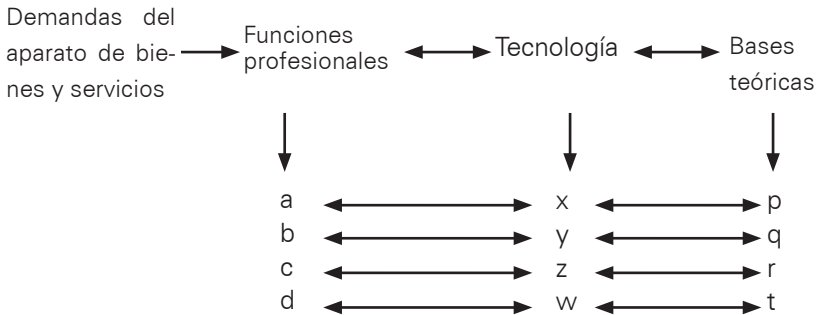 Demandas del
aparato de bie-
nes y servicios
Funciones
profesionales
Tecnología
Bases
teóricas
a x p
b y q
c z r
d w t